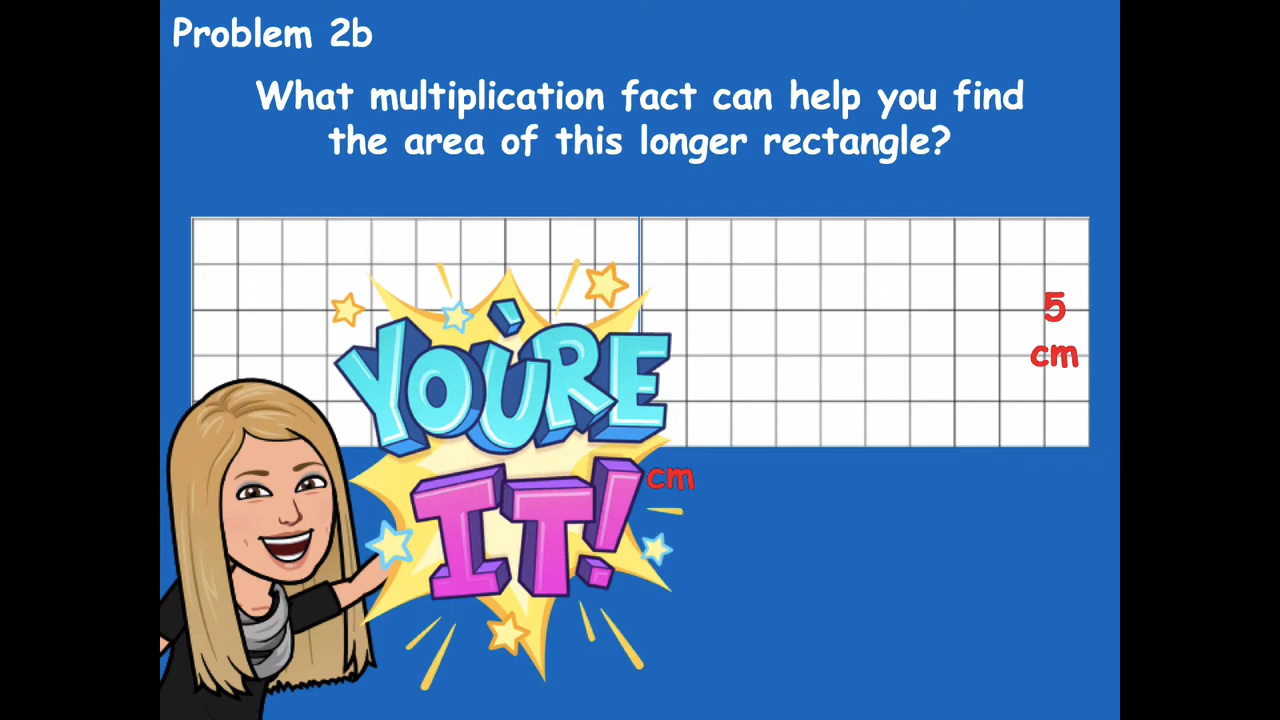 Problem 2b
What multiplication fact can help you find
the area of this longer rectangle?
5
cm
YOU'RE
cm
IT!